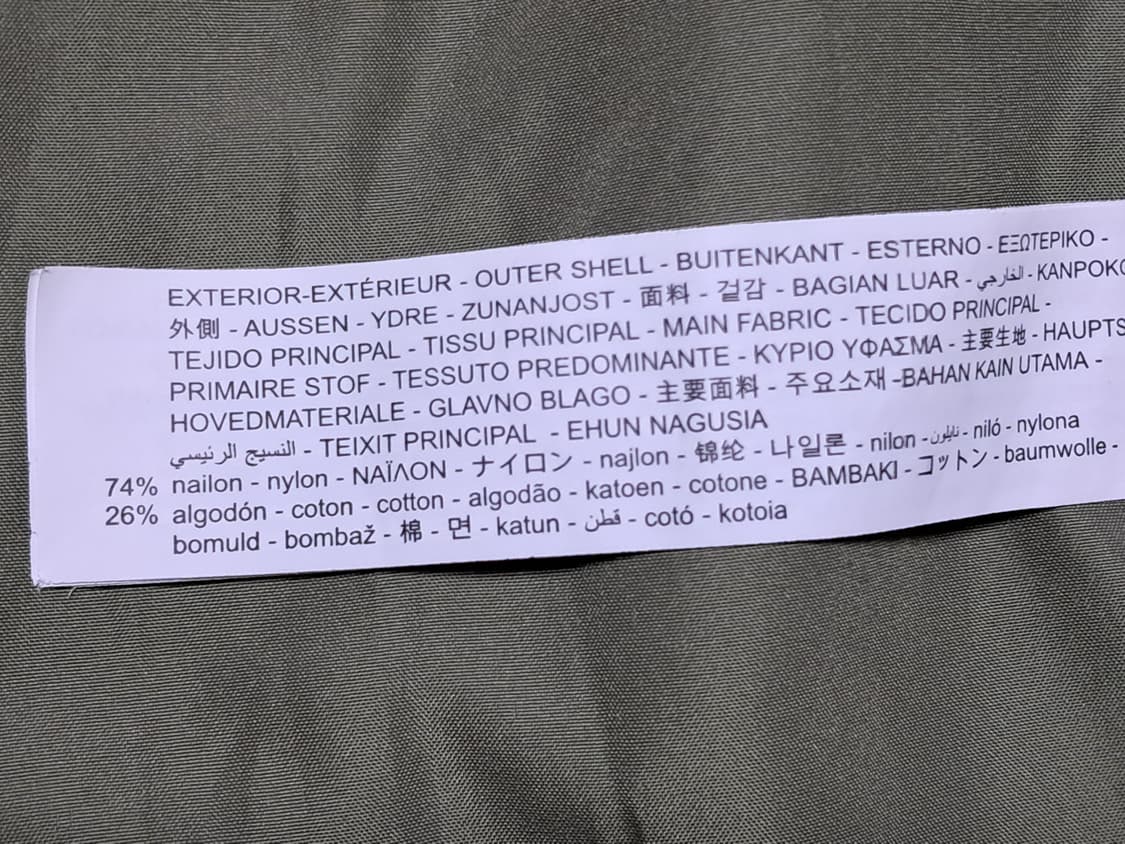 EXTERIOR-EXTÉRIEUR - OUTER SHELL - BUITENKANT - ESTERNO - ΕΞΩΤΕΡΙΚΟ -
外側 - AUSSEN - YDRE - ZUNANJOST - 面料 - 겉감 - BAGIAN LUAR - الخارجي -
TEJIDO PRINCIPAL - TISSU PRINCIPAL - MAIN FABRIC - TECIDO PRINCIPAL -
PRIMAIRE STOF - TESSUTO PREDOMINANTE - ΚΥΡΙΟ ΥΦΑΣΜΑ - 主要生地 -
HOVEDMATERIALE - GLAVNO BLAGO - 主要面料 - 주요소재 -BAHAN KAIN UTAMA -
النسيج الرئيسي - TEIXIT PRINCIPAL - EHUN NAGUSIA
74% nailon - nylon - ΝΑΪΛΟΝ - ナイロン - najlon - 锦纶 - 나일론 - nilon - نايلون - niló - nylona
26% algodón - coton - cotton - algodão - katoen - cotone - BAMBAKI - コットン - baumwolle -
bomuld - bombaž - 棉 - 면 - katun - قطن - cotó - kotoia